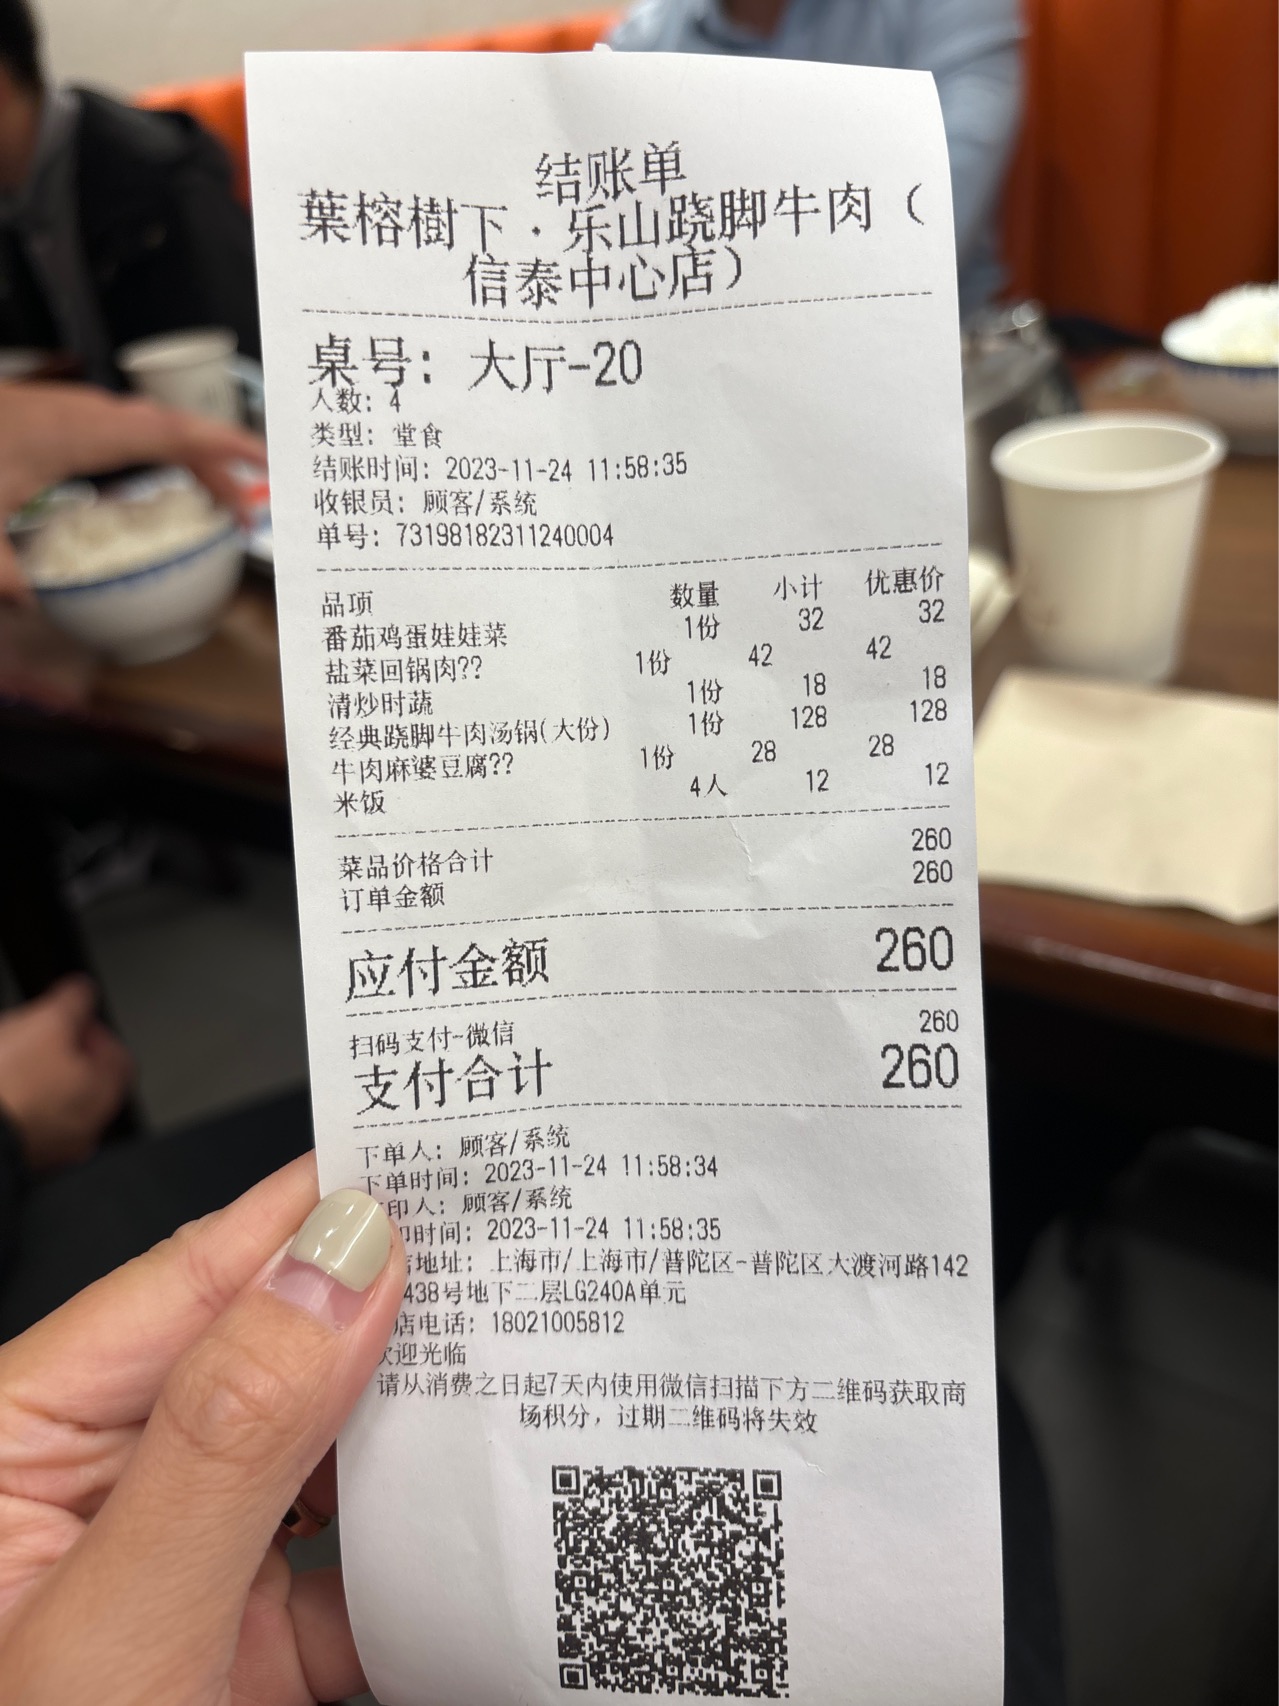 结账单
葉榕樹下·乐山跷脚牛肉（
信泰中心店）
桌号：大厅-20
人数：4
类型：堂食
结账时间：2023-11-24 11:58:35
收银员：顾客/系统
单号：73198182311240004
品项 数量 小计 优惠价
番茄鸡蛋娃娃菜 1份 32 32
盐菜回锅肉?? 1份 42 42
清炒时蔬 1份 18 18
经典跷脚牛肉汤锅(大份) 1份 128 128
牛肉麻婆豆腐?? 1份 28 28
米饭 4人 12 12
菜品价格合计 260
订单金额 260
应付金额 260
扫码支付-微信 260
支付合计 260
下单人：顾客/系统
下单时间：2023-11-24 11:58:34
印人：顾客/系统
时间：2023-11-24 11:58:35
地址：上海市/上海市/普陀区-普陀区大渡河路142
438号地下二层LG240A单元
店电话：18021005812
欢迎光临
请从消费之日起7天内使用微信扫描下方二维码获取商
场积分，过期二维码将失效